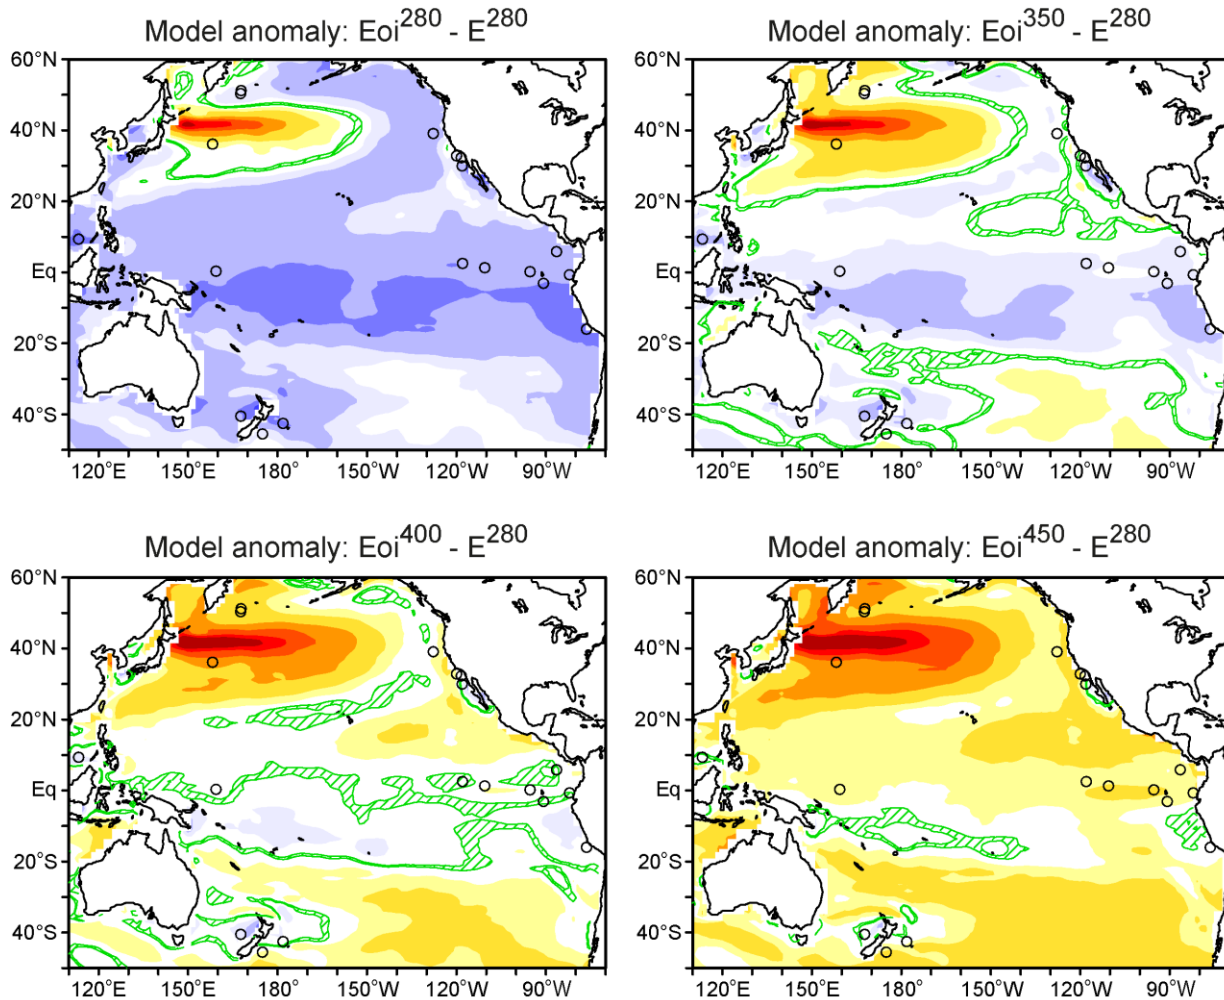 Model anomaly: Eoi²⁸⁰ - E²⁸⁰
Model anomaly: Eoi³⁵⁰ - E²⁸⁰
60°N
40°N
20°N
Eq
20°S
40°S
120°E 150°E 180° 150°W 120°W 90°W
60°N
40°N
20°N
Eq
20°S
40°S
120°E 150°E 180° 150°W 120°W 90°W
Model anomaly: Eoi⁴⁰⁰ - E²⁸⁰
Model anomaly: Eoi⁴⁵⁰ - E²⁸⁰
60°N
40°N
20°N
Eq
20°S
40°S
120°E 150°E 180° 150°W 120°W 90°W
60°N
40°N
20°N
Eq
20°S
40°S
120°E 150°E 180° 150°W 120°W 90°W